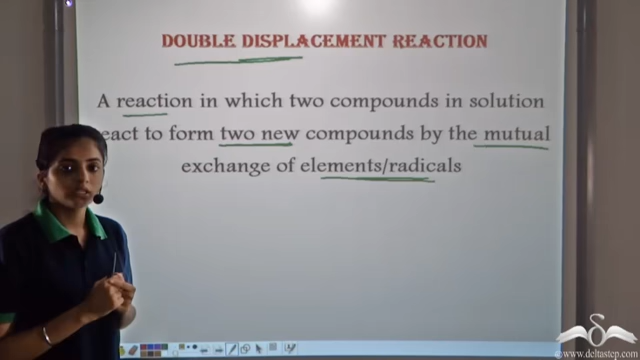 DOUBLE DISPLACEMENT REACTION
A reaction in which two compounds in solution
react to form two new compounds by the mutual
exchange of elements/radicals
©www.deltastep.com